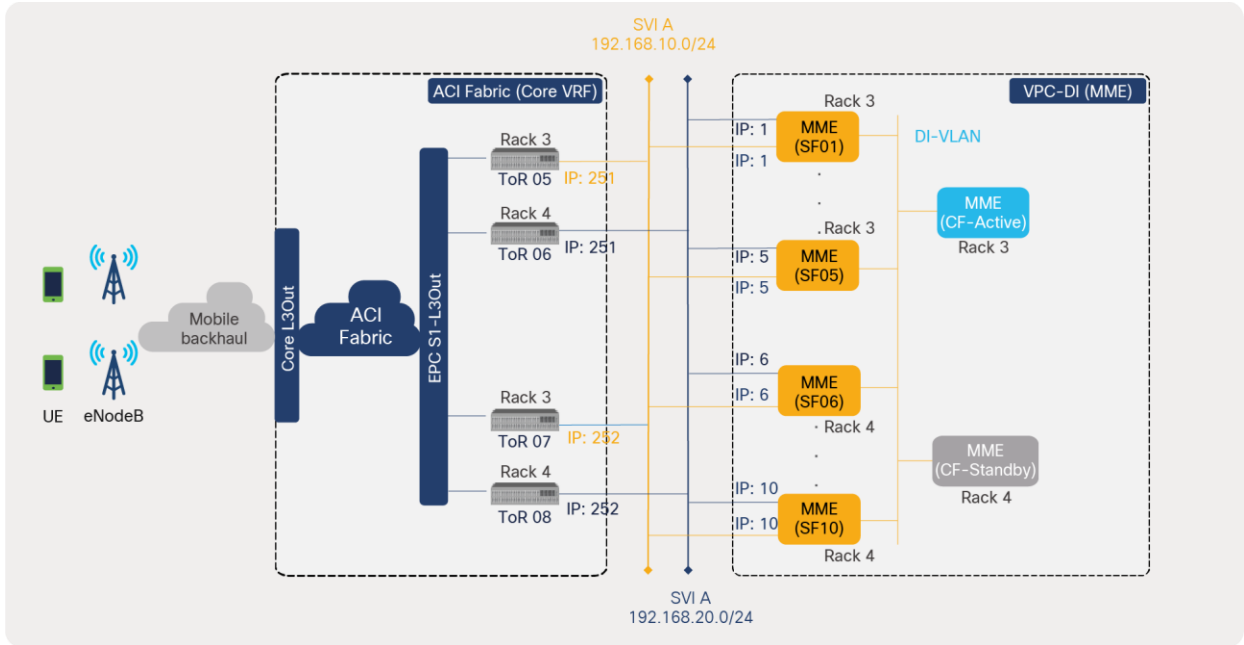 SVI A
192.168.10.0/24
ACI Fabric (Core VRF)
VPC-DI (MME)
Rack 3
ToR 05
IP: 251
Rack 4
ToR 06
IP: 251
Rack 3
ToR 07
IP: 252
Rack 4
ToR 08
IP: 252
Core L3Out
ACI
Fabric
EPC S1-L3Out
Mobile
backhaul
UE
eNodeB
Rack 3
IP: 1
IP: 1
MME
(SF01)
DI-VLAN
Rack 3
IP: 5
IP: 5
MME
(SF05)
MME
(CF-Active)
Rack 3
IP: 6
IP: 6
MME
(SF06)
Rack 4
MME
(CF-Standby)
Rack 4
IP: 10
IP: 10
MME
(SF10)
Rack 4
SVI A
192.168.20.0/24